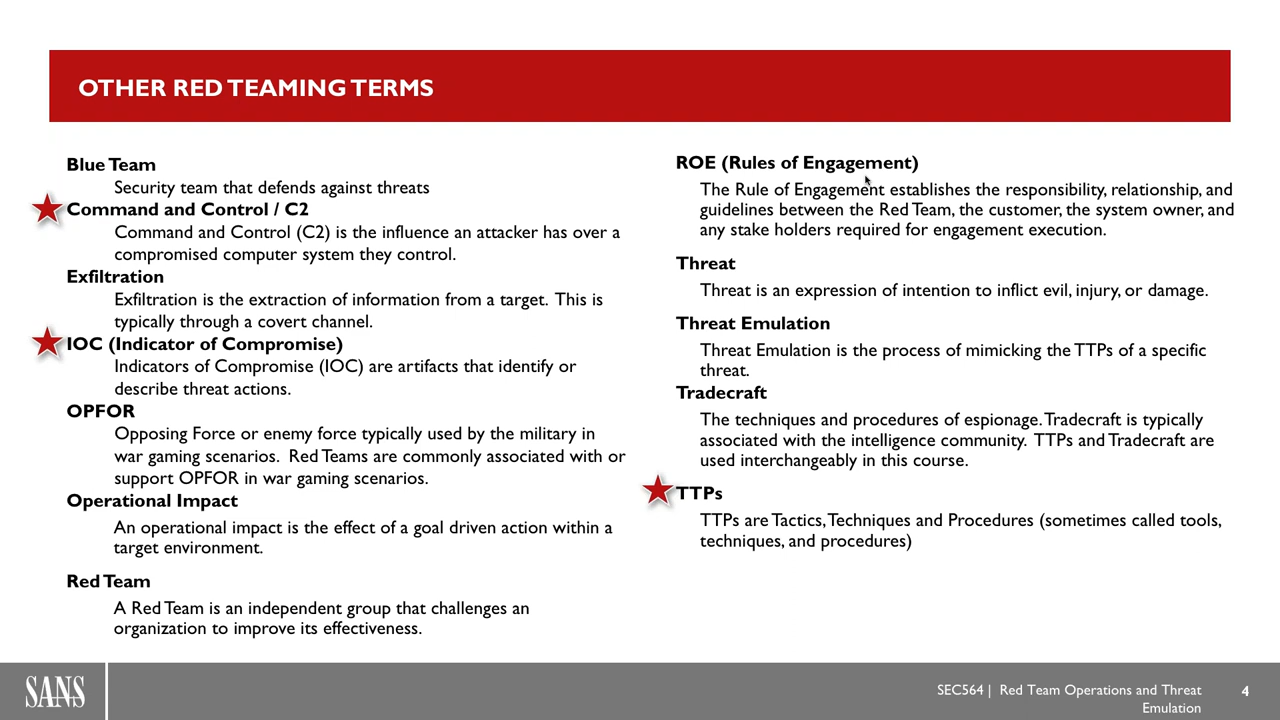 OTHER RED TEAMING TERMS
Blue Team
Security team that defends against threats
Command and Control / C2
Command and Control (C2) is the influence an attacker has over a
compromised computer system they control.
Exfiltration
Exfiltration is the extraction of information from a target. This is
typically through a covert channel.
IOC (Indicator of Compromise)
Indicators of Compromise (IOC) are artifacts that identify or
describe threat actions.
OPFOR
Opposing Force or enemy force typically used by the military in
war gaming scenarios. Red Teams are commonly associated with or
support OPFOR in war gaming scenarios.
Operational Impact
An operational impact is the effect of a goal driven action within a
target environment.
Red Team
A Red Team is an independent group that challenges an
organization to improve its effectiveness.
ROE (Rules of Engagement)
The Rule of Engagement establishes the responsibility, relationship, and
guidelines between the Red Team, the customer, the system owner, and
any stake holders required for engagement execution.
Threat
Threat is an expression of intention to inflict evil, injury, or damage.
Threat Emulation
Threat Emulation is the process of mimicking the TTPs of a specific
threat.
Tradecraft
The techniques and procedures of espionage. Tradecraft is typically
associated with the intelligence community. TTPs and Tradecraft are
used interchangeably in this course.
TTPs
TTPs are Tactics, Techniques and Procedures (sometimes called tools,
techniques, and procedures)
SANS
SEC564 | Red Team Operations and Threat
Emulation
4